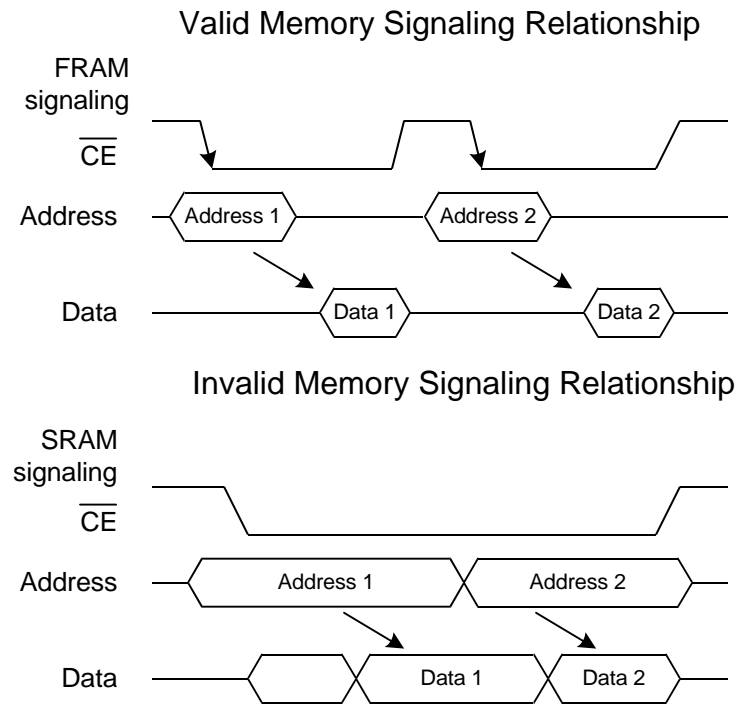 Valid Memory Signaling Relationship
FRAM
signaling
CE
Address
Address 1
Address 2
Data
Data 1
Data 2
Invalid Memory Signaling Relationship
SRAM
signaling
CE
Address
Address 1
Address 2
Data
Data 1
Data 2